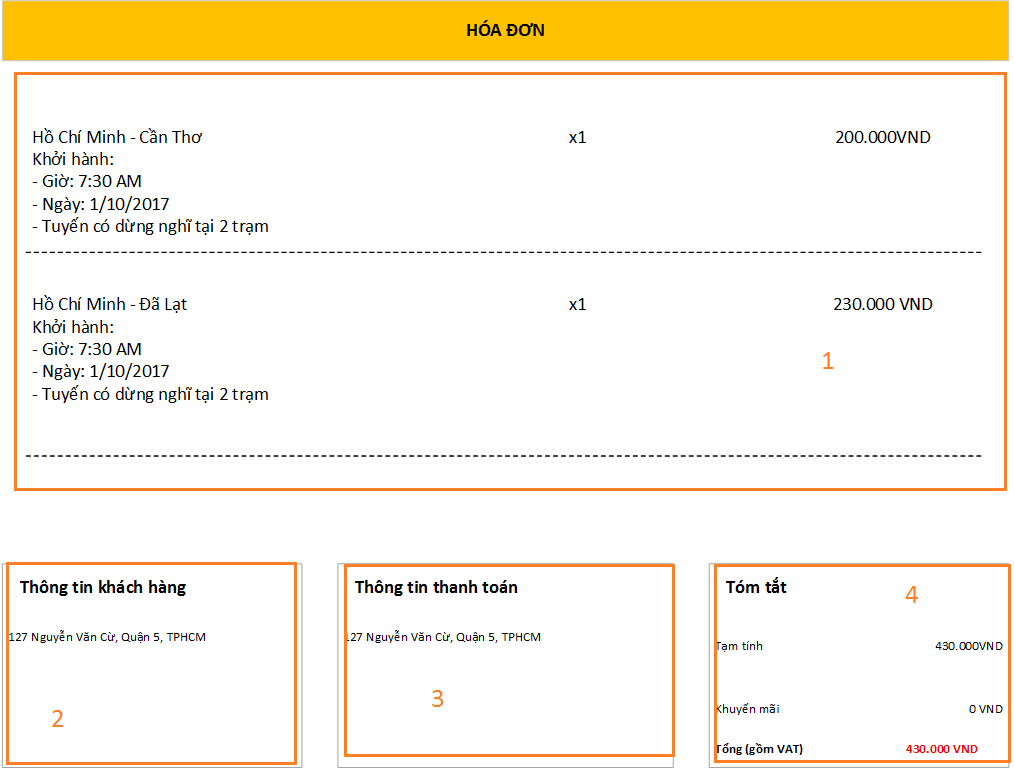 HÓA ĐƠN
Hồ Chí Minh - Cần Thơ x1 200.000VND
Khởi hành:
- Giờ: 7:30 AM
- Ngày: 1/10/2017
- Tuyến có dừng nghĩ tại 2 trạm
Hồ Chí Minh - Đã Lạt x1 230.000 VND
Khởi hành:
- Giờ: 7:30 AM
1
- Ngày: 1/10/2017
- Tuyến có dừng nghĩ tại 2 trạm
Thông tin khách hàng
127 Nguyễn Văn Cừ, Quận 5, TPHCM
2
Thông tin thanh toán
127 Nguyễn Văn Cừ, Quận 5, TPHCM
3
Tóm tắt
4
Tạm tính 430.000VND
Khuyến mãi 0 VND
Tổng (gồm VAT) 430.000 VND